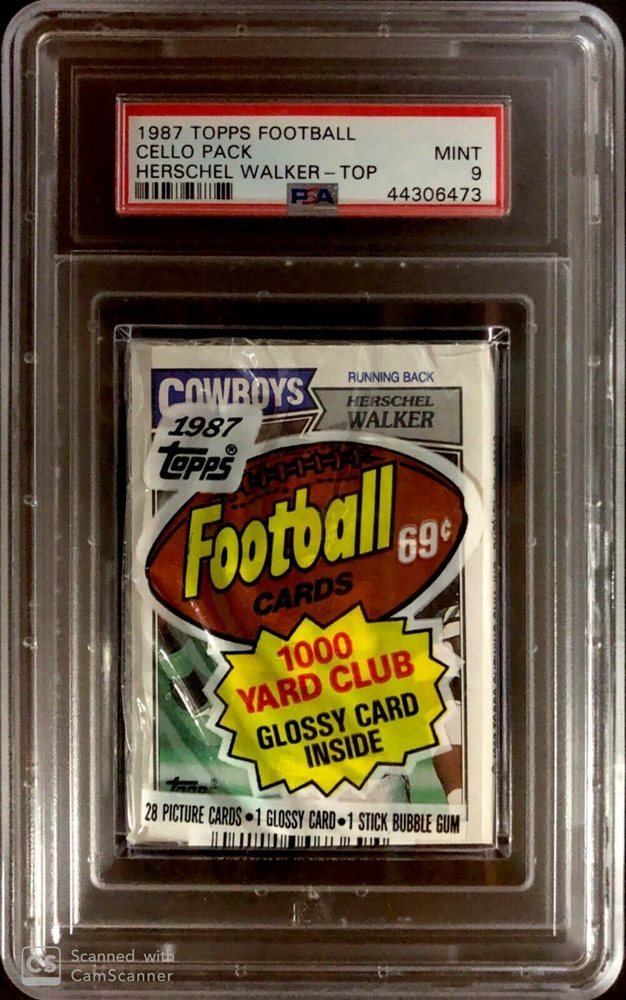 1987 TOPPS FOOTBALL
CELLO PACK MINT
HERSCHEL WALKER – TOP 9
PSA 44306473
COWBOYS
RUNNING BACK
HERSCHEL
WALKER
1987
Topps®
Football
69¢
CARDS
1000
YARD CLUB
GLOSSY CARD
INSIDE
Topps
28 PICTURE CARDS • 1 GLOSSY CARD • 1 STICK BUBBLE GUM
CS Scanned with
CamScanner